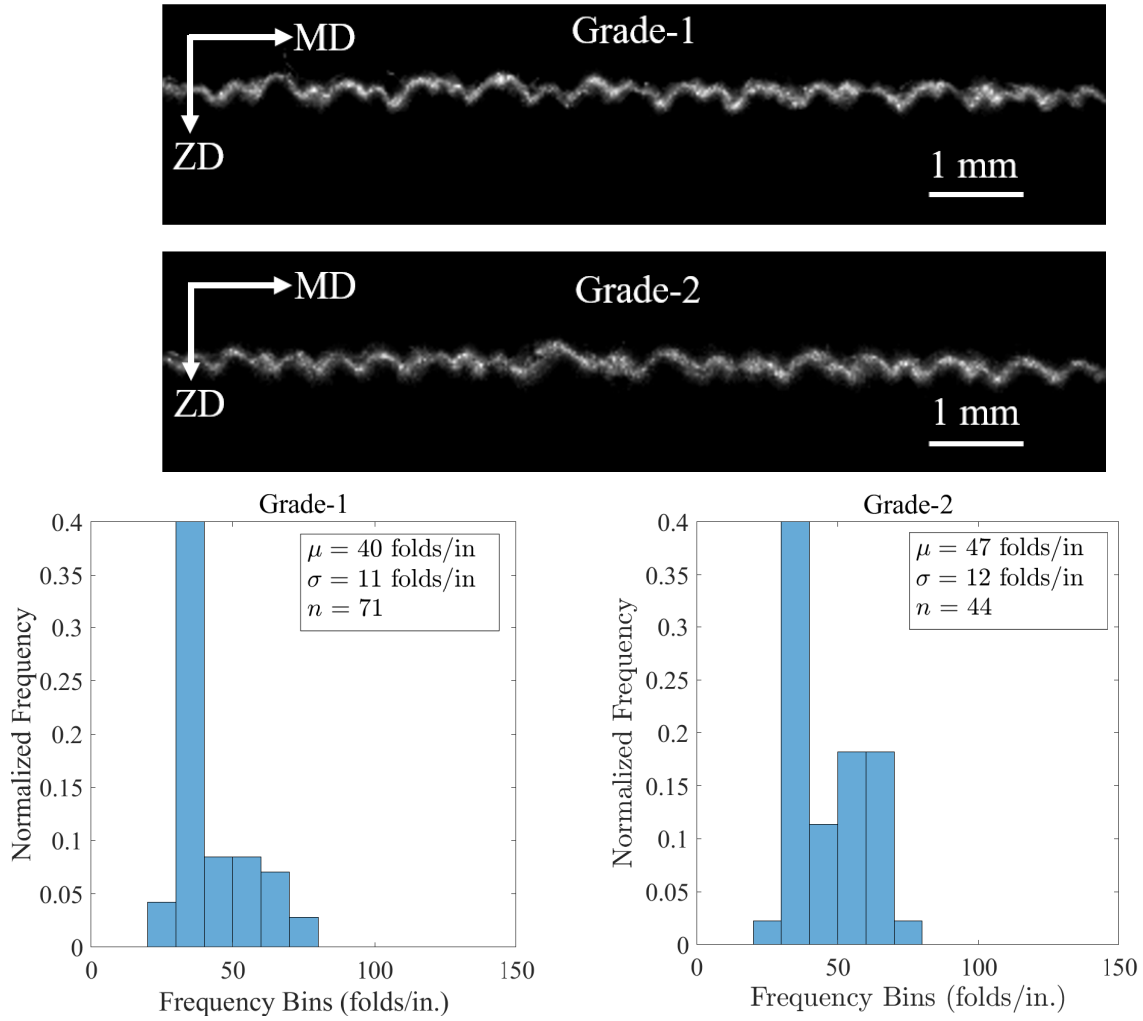 MD
Grade-1
ZD
1 mm
MD
Grade-2
ZD
1 mm
Grade-1
μ = 40 folds/in
σ = 11 folds/in
n = 71
0.4
0.35
0.3
0.25
0.2
0.15
0.1
0.05
0
0
50
100
150
Normalized Frequency
Frequency Bins (folds/in.)
Grade-2
μ = 47 folds/in
σ = 12 folds/in
n = 44
0.4
0.35
0.3
0.25
0.2
0.15
0.1
0.05
0
0
50
100
150
Normalized Frequency
Frequency Bins (folds/in.)